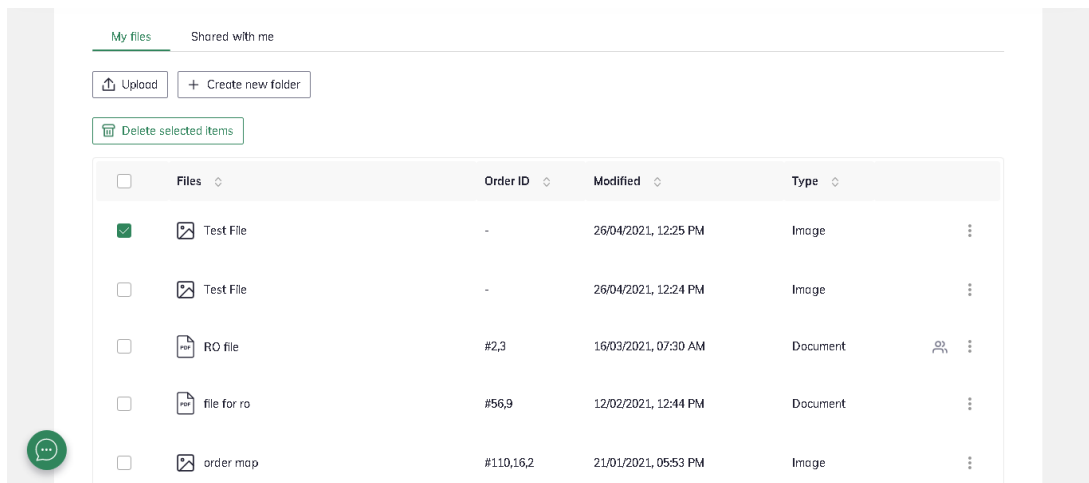 My files Shared with me
Upload Create new folder
Delete selected items
Files Order ID Modified Type
Test File - 26/04/2021, 12:25 PM Image
Test File - 26/04/2021, 12:24 PM Image
PDF RO file #2,3 16/03/2021, 07:30 AM Document
PDF file for ro #56,9 12/02/2021, 12:44 PM Document
order map #110,16,2 21/01/2021, 05:53 PM Image